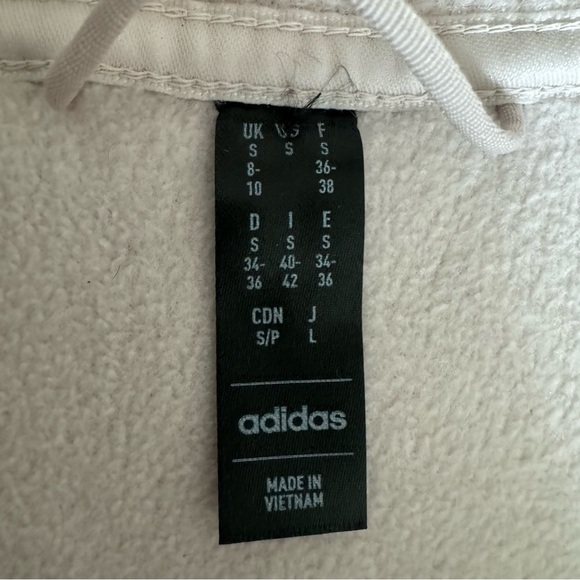 UK US F
S S S
8- 36-
10 38
D I E
S S S
34- 40- 34-
36 42 36
CDN J
S/P L
adidas
MADE IN
VIETNAM